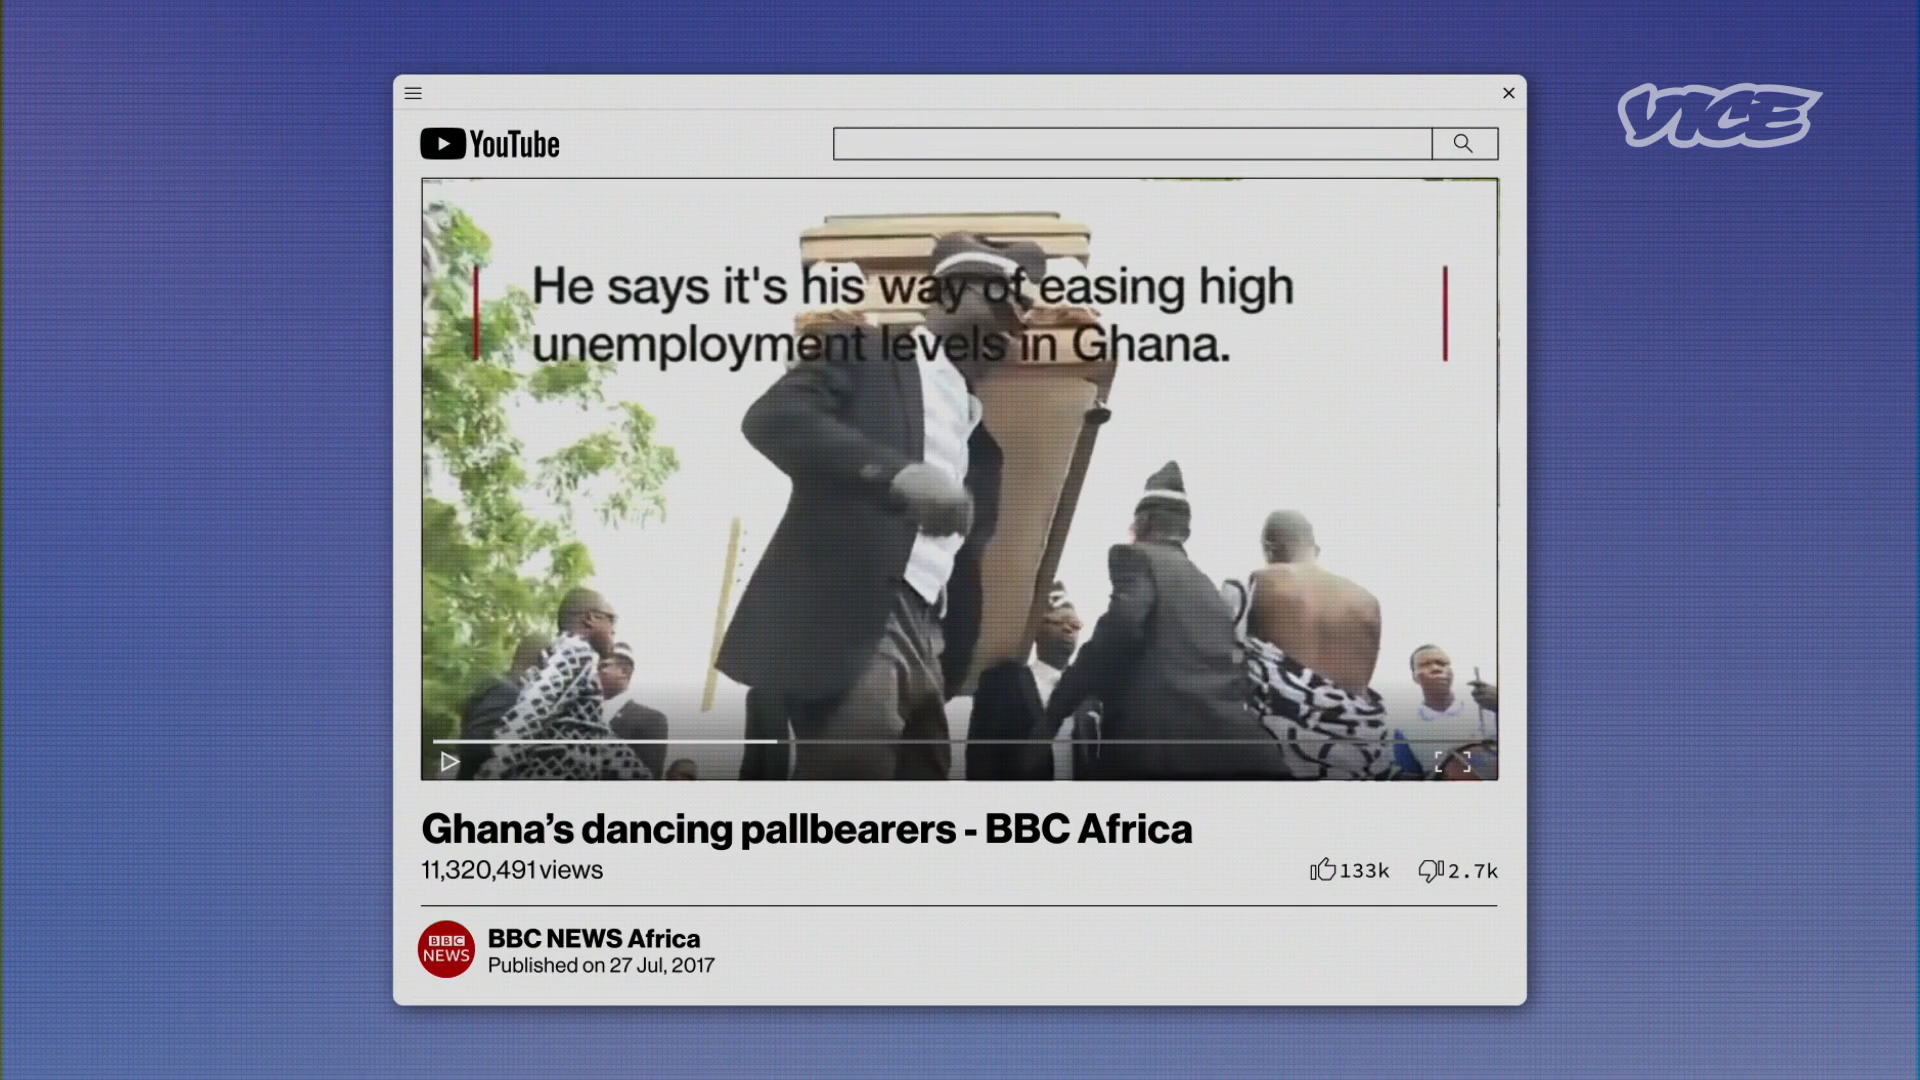 VICE
YouTube
He says it's his way of easing high
unemployment levels in Ghana.
Ghana's dancing pallbearers - BBC Africa
11,320,491 views
133k
2.7k
BBC
NEWS
BBC NEWS Africa
Published on 27 Jul, 2017